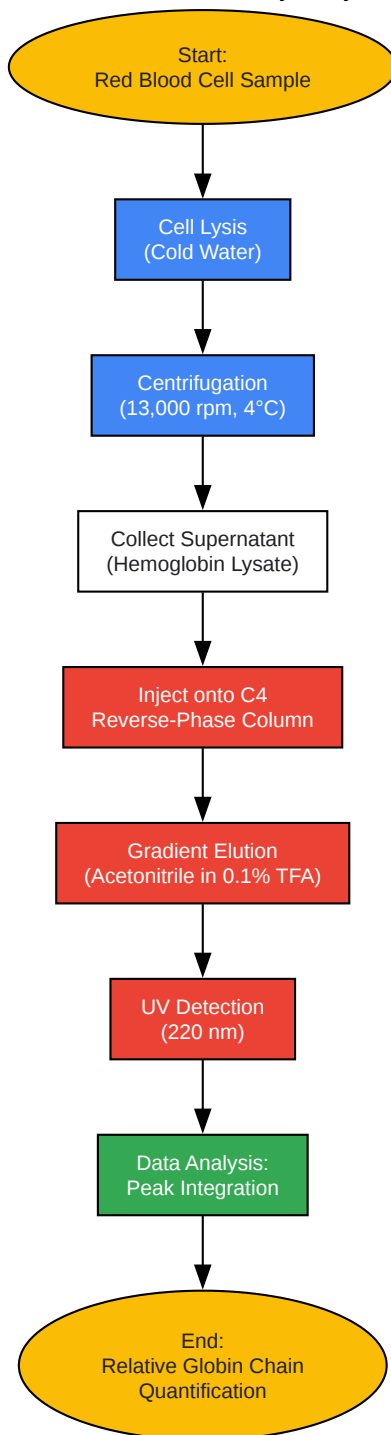 Start:
Red Blood Cell Sample
Cell Lysis
(Cold Water)
Centrifugation
(13,000 rpm, 4°C)
Collect Supernatant
(Hemoglobin Lysate)
Inject onto C4
Reverse-Phase Column
Gradient Elution
(Acetonitrile in 0.1% TFA)
UV Detection
(220 nm)
Data Analysis:
Peak Integration
End:
Relative Globin Chain
Quantification